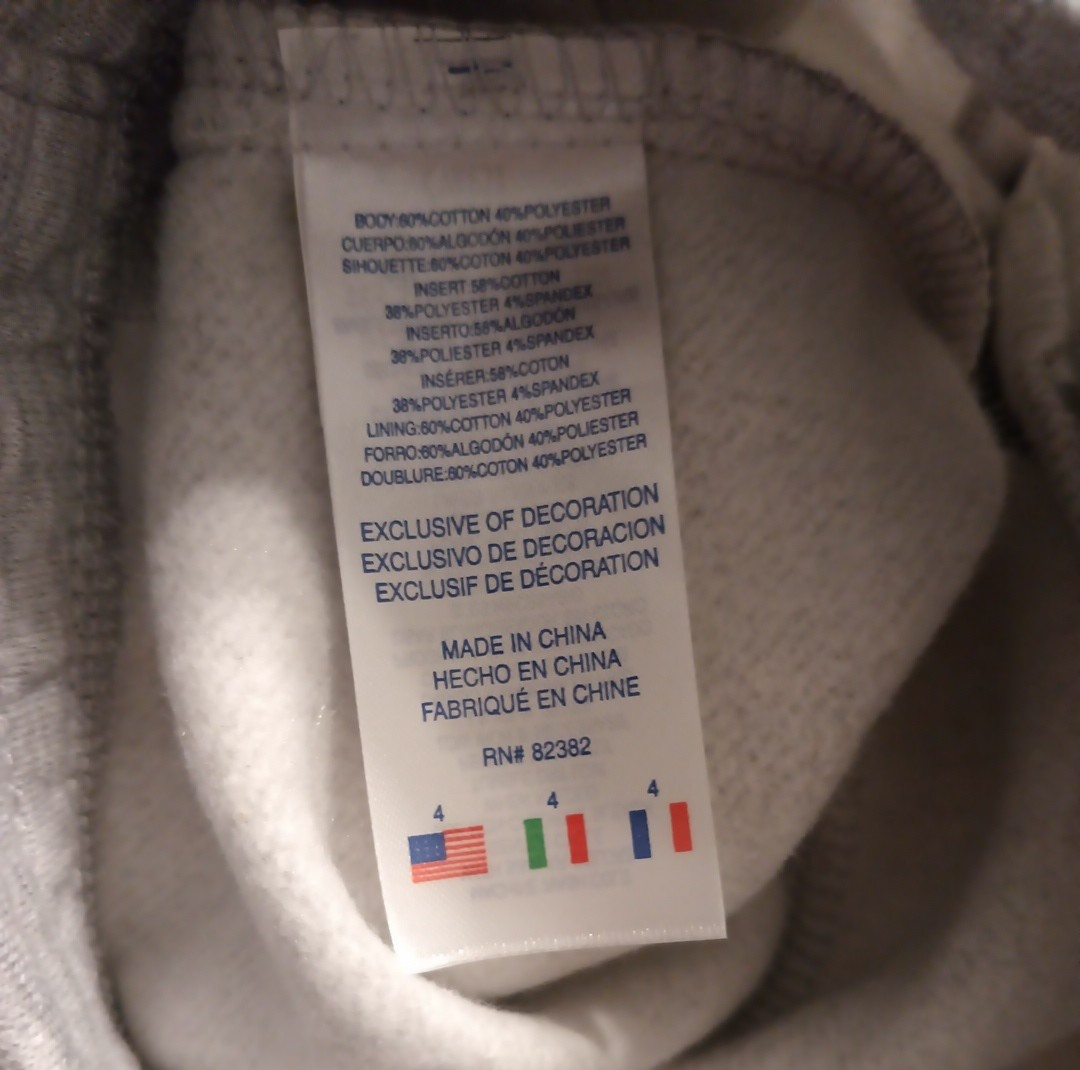 BODY:60%COTTON 40%POLYESTER
CUERPO:60%ALGODÓN 40%POLIESTER
SIHOUETTE:60%COTON 40%POLYESTER
INSERT:58%COTTON
38%POLYESTER 4%SPANDEX
INSERTO:58%ALGODÓN
38%POLIESTER 4%SPANDEX
INSÉRER:58%COTON
38%POLYESTER 4%SPANDEX
LINING:60%COTTON 40%POLYESTER
FORRO:60%ALGODÓN 40%POLIESTER
DOUBLURE:60%COTON 40%POLYESTER
EXCLUSIVE OF DECORATION
EXCLUSIVO DE DECORACION
EXCLUSIF DE DÉCORATION
MADE IN CHINA
HECHO EN CHINA
FABRIQUÉ EN CHINE
RN# 82382
4 4 4